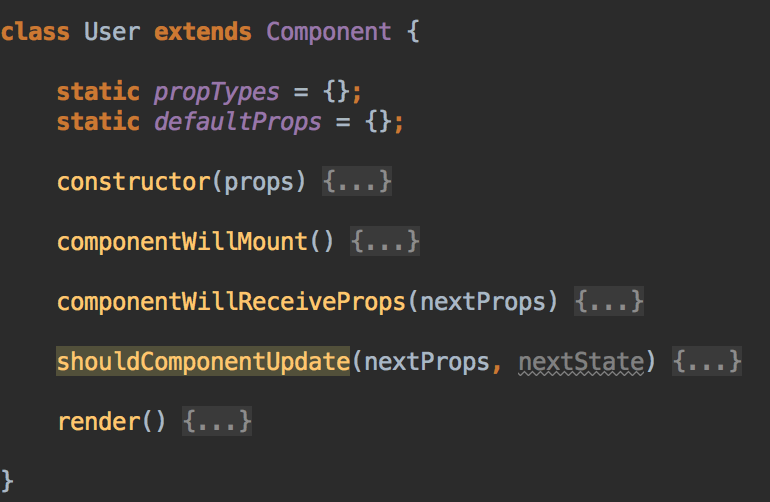 class User extends Component {
static propTypes = {};
static defaultProps = {};
constructor(props) {...}
componentWillMount() {...}
componentWillReceiveProps(nextProps) {...}
shouldComponentUpdate(nextProps, nextState) {...}
render() {...}
}